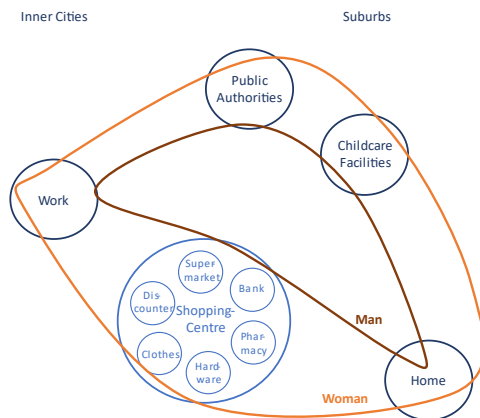 Inner Cities
Suburbs
Public
Authorities
Childcare
Facilities
Work
Super-
market
Bank
Dis-
counter
Shopping-
Centre
Phar-
macy
Clothes
Hard-
ware
Man
Woman
Home